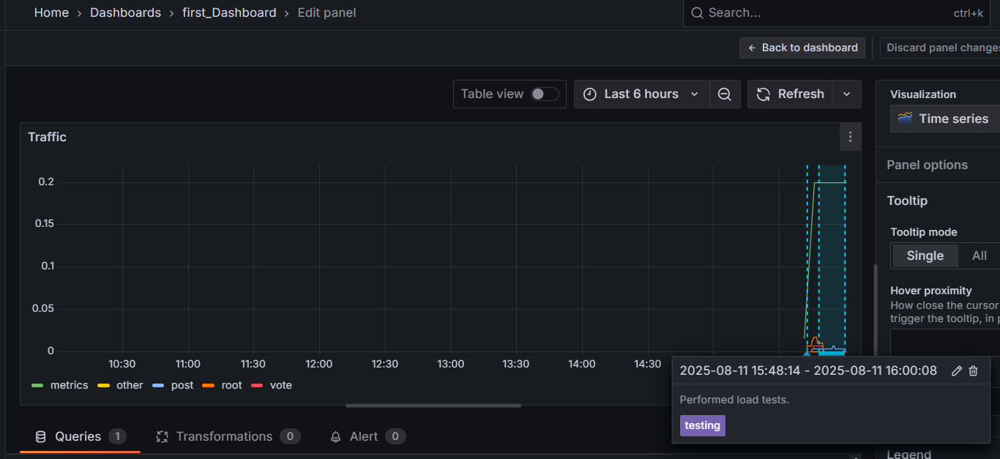 Home › Dashboards › first_Dashboard › Edit panel
Search... ctrl+k
← Back to dashboard
Discard panel changes
Table view
Last 6 hours
Refresh
Visualization
Time series
Traffic
Panel options
Tooltip
Tooltip mode
Single All
Hover proximity
How close the cursor
trigger the tooltip, in p
0.2
0.15
0.1
0.05
0
10:30 11:00 11:30 12:00 12:30 13:00 13:30 14:00 14:30
metrics other post root vote
2025-08-11 15:48:14 - 2025-08-11 16:00:08
Performed load tests.
testing
Queries 1 Transformations 0 Alert 0
Legend